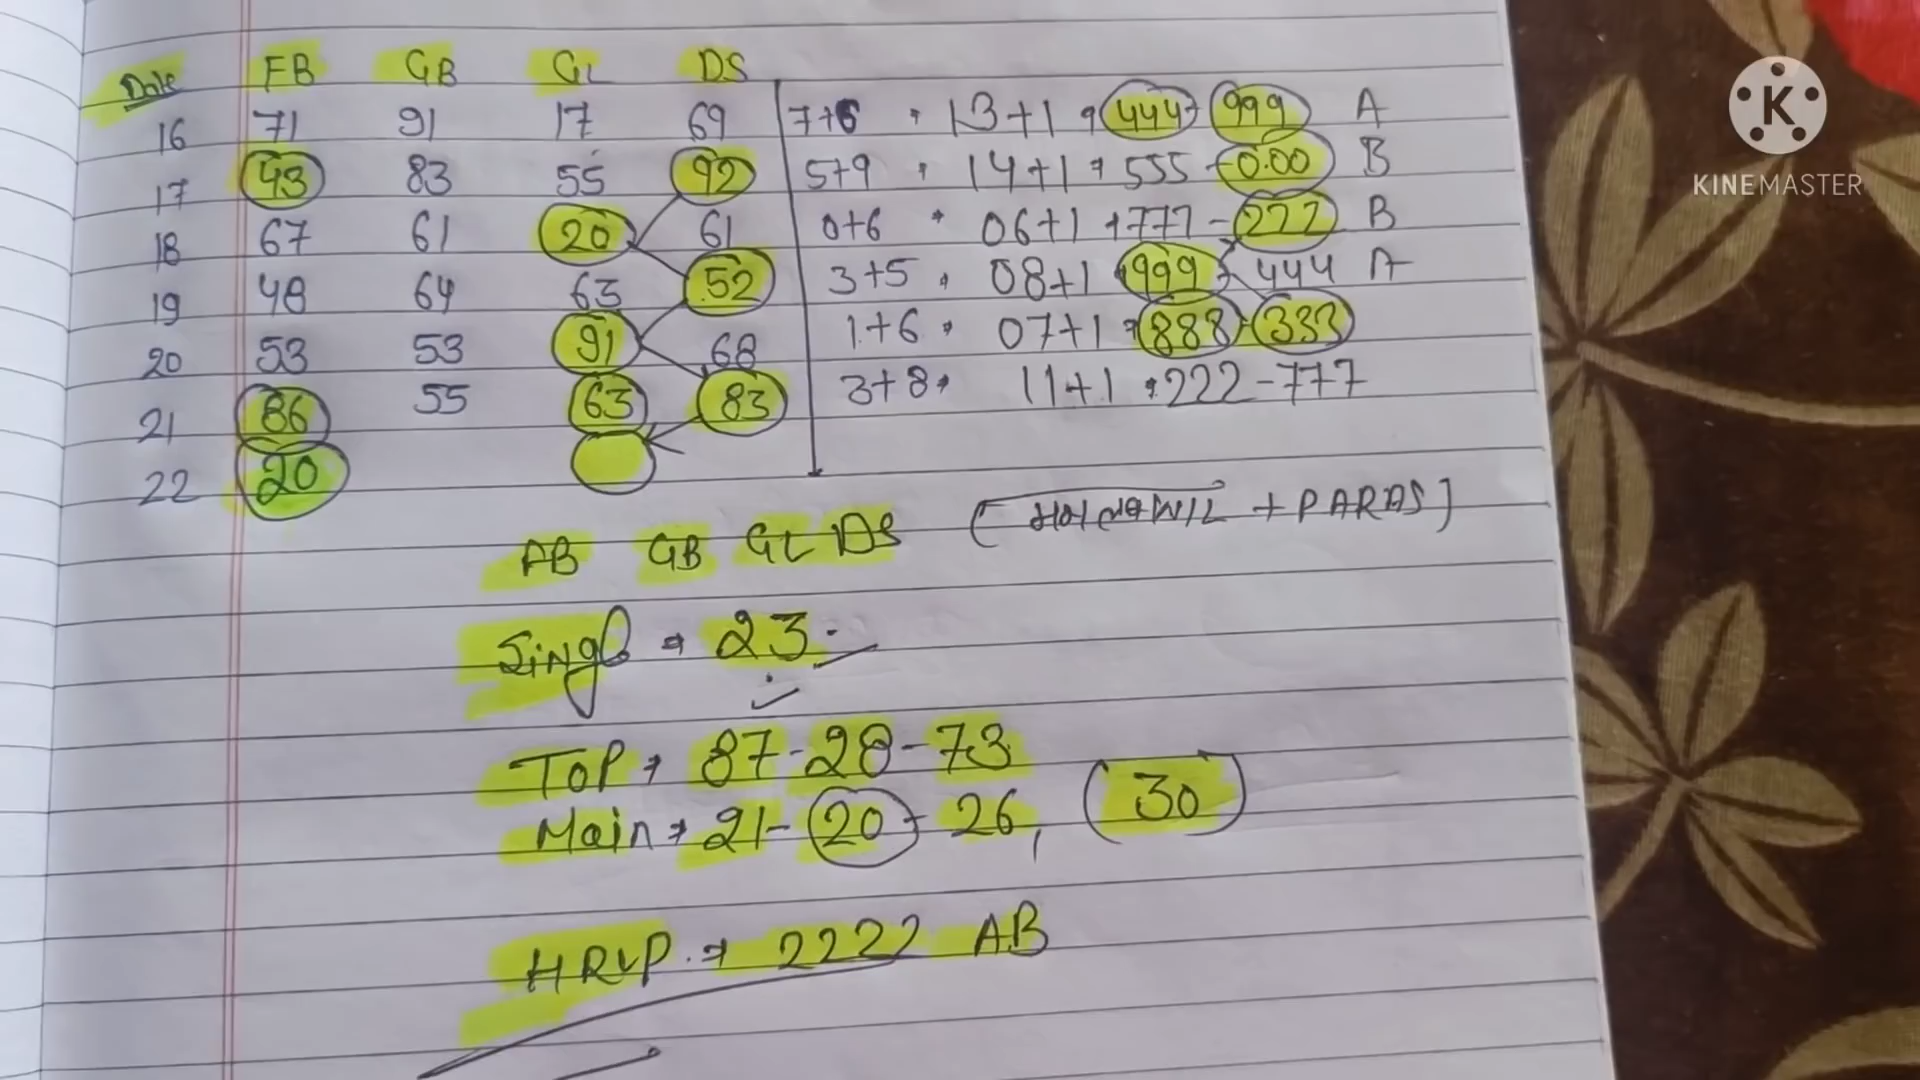 Date FB GB GL DS
16 71 91 17 69 7+6 13+1 444 999 A
17 43 83 55 92 5+9 14+1 555 - 000 B
18 67 61 20 61 0+6 06+1 777 - 222 B
19 48 64 63 52 3+5 08+1 999 - 444 A
20 53 53 91 68 1+6 07+1 888 - 333
21 86 55 63 83 3+8 11+1 222 - 777
22 20
FB GB GL DS + PARAS]
Single = 23
Top → 87 - 28 - 73
Main → 21 - 20 - 26, (30)
HRUP → 2222 A.B
KINEMASTER